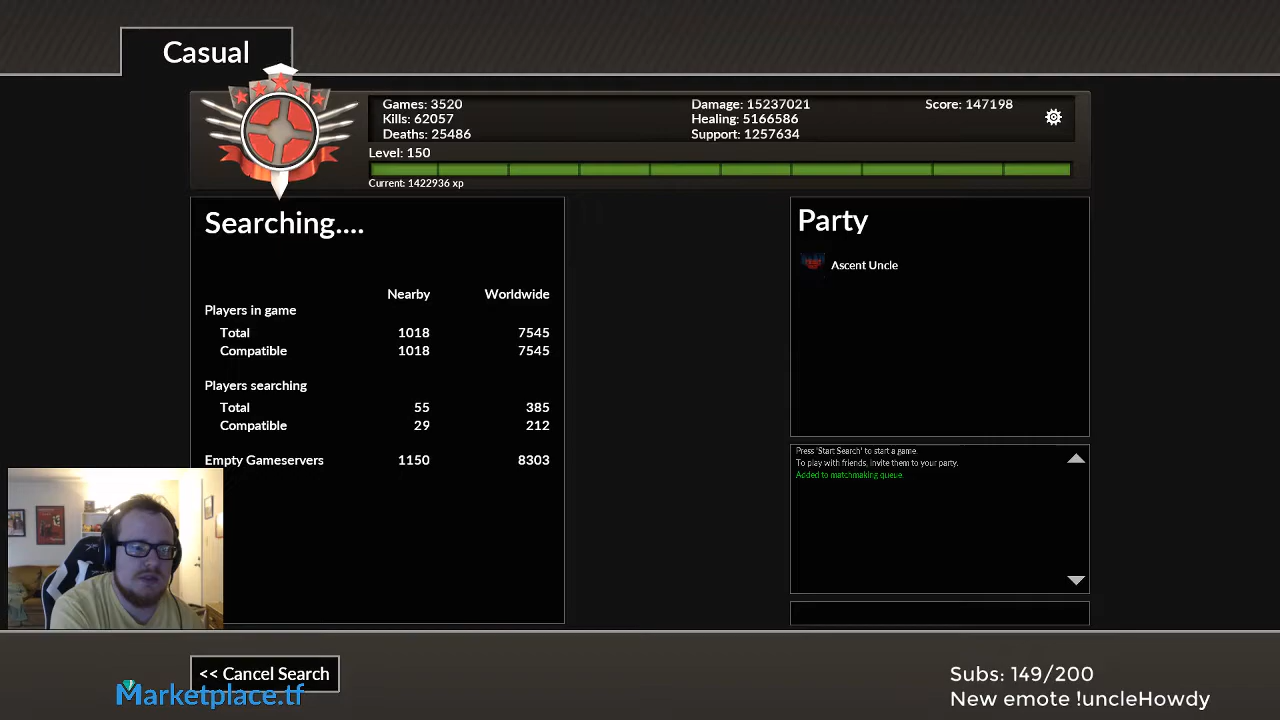 Casual
Games: 3520
Kills: 62057
Deaths: 25486
Damage: 15237021
Healing: 5166586
Support: 1257634
Score: 147198
Level: 150
Current: 1422936 xp
Searching....
Nearby Worldwide
Players in game
Total 1018 7545
Compatible 1018 7545
Players searching
Total 55 385
Compatible 29 212
Empty Gameservers 1150 8303
Party
Ascent Uncle
Press 'Start Search' to start a game.
To play with friends, invite them to your party.
Added to matchmaking queue
<< Cancel Search
Marketplace.tf
Subs: 149/200
New emote !uncleHowdy